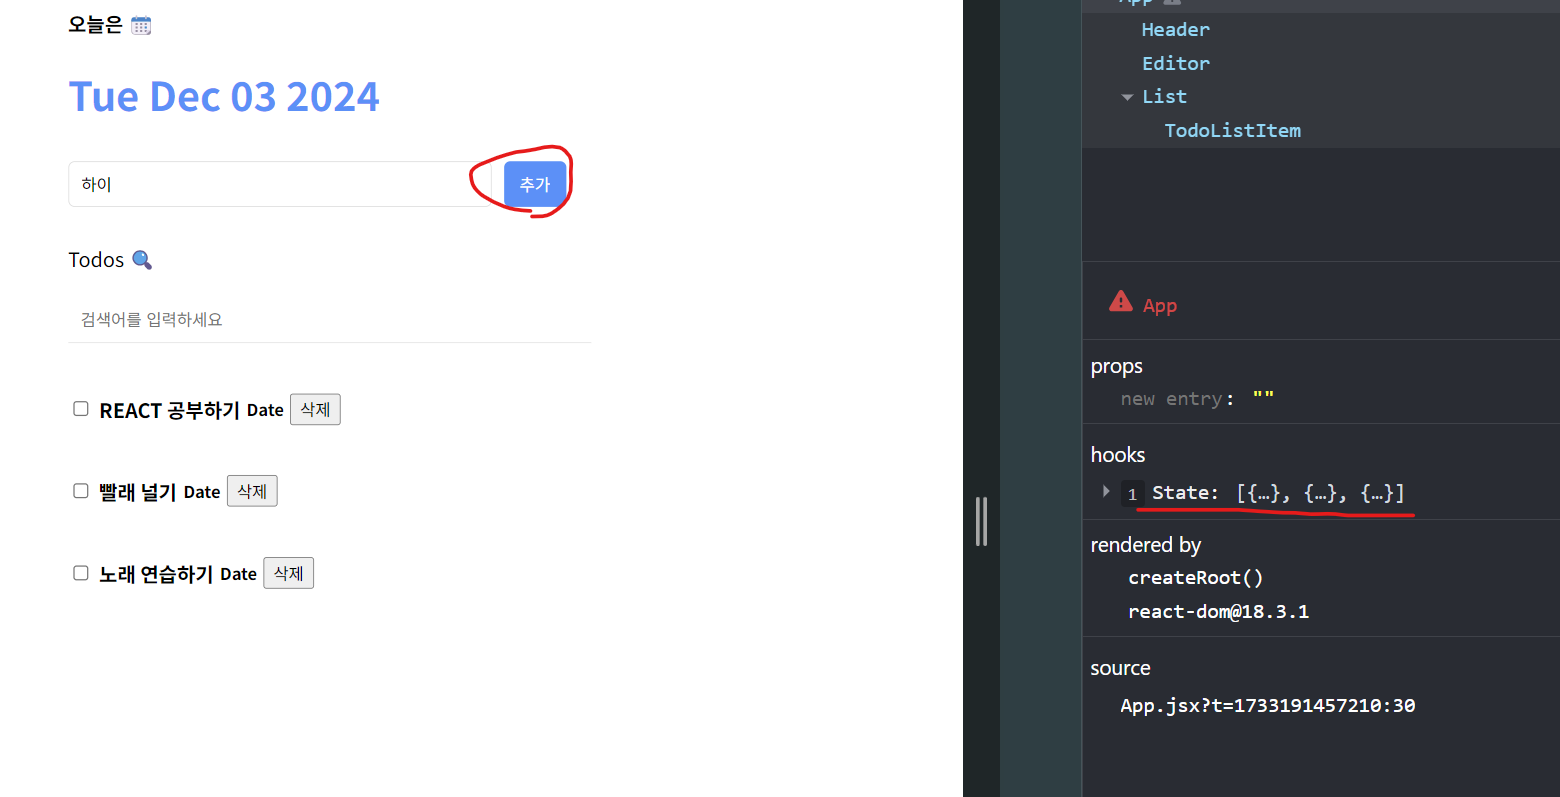 오늘은
Tue Dec 03 2024
하이
추가
Todos
검색어를 입력하세요
REACT 공부하기 Date 삭제
빨래 널기 Date 삭제
노래 연습하기 Date 삭제
App
Header
Editor
List
TodoListItem
App
props
new entry: ""
hooks
1 State: [{…}, {…}, {…}]
rendered by
createRoot()
react-dom@18.3.1
source
App.jsx?t=1733191457210:30